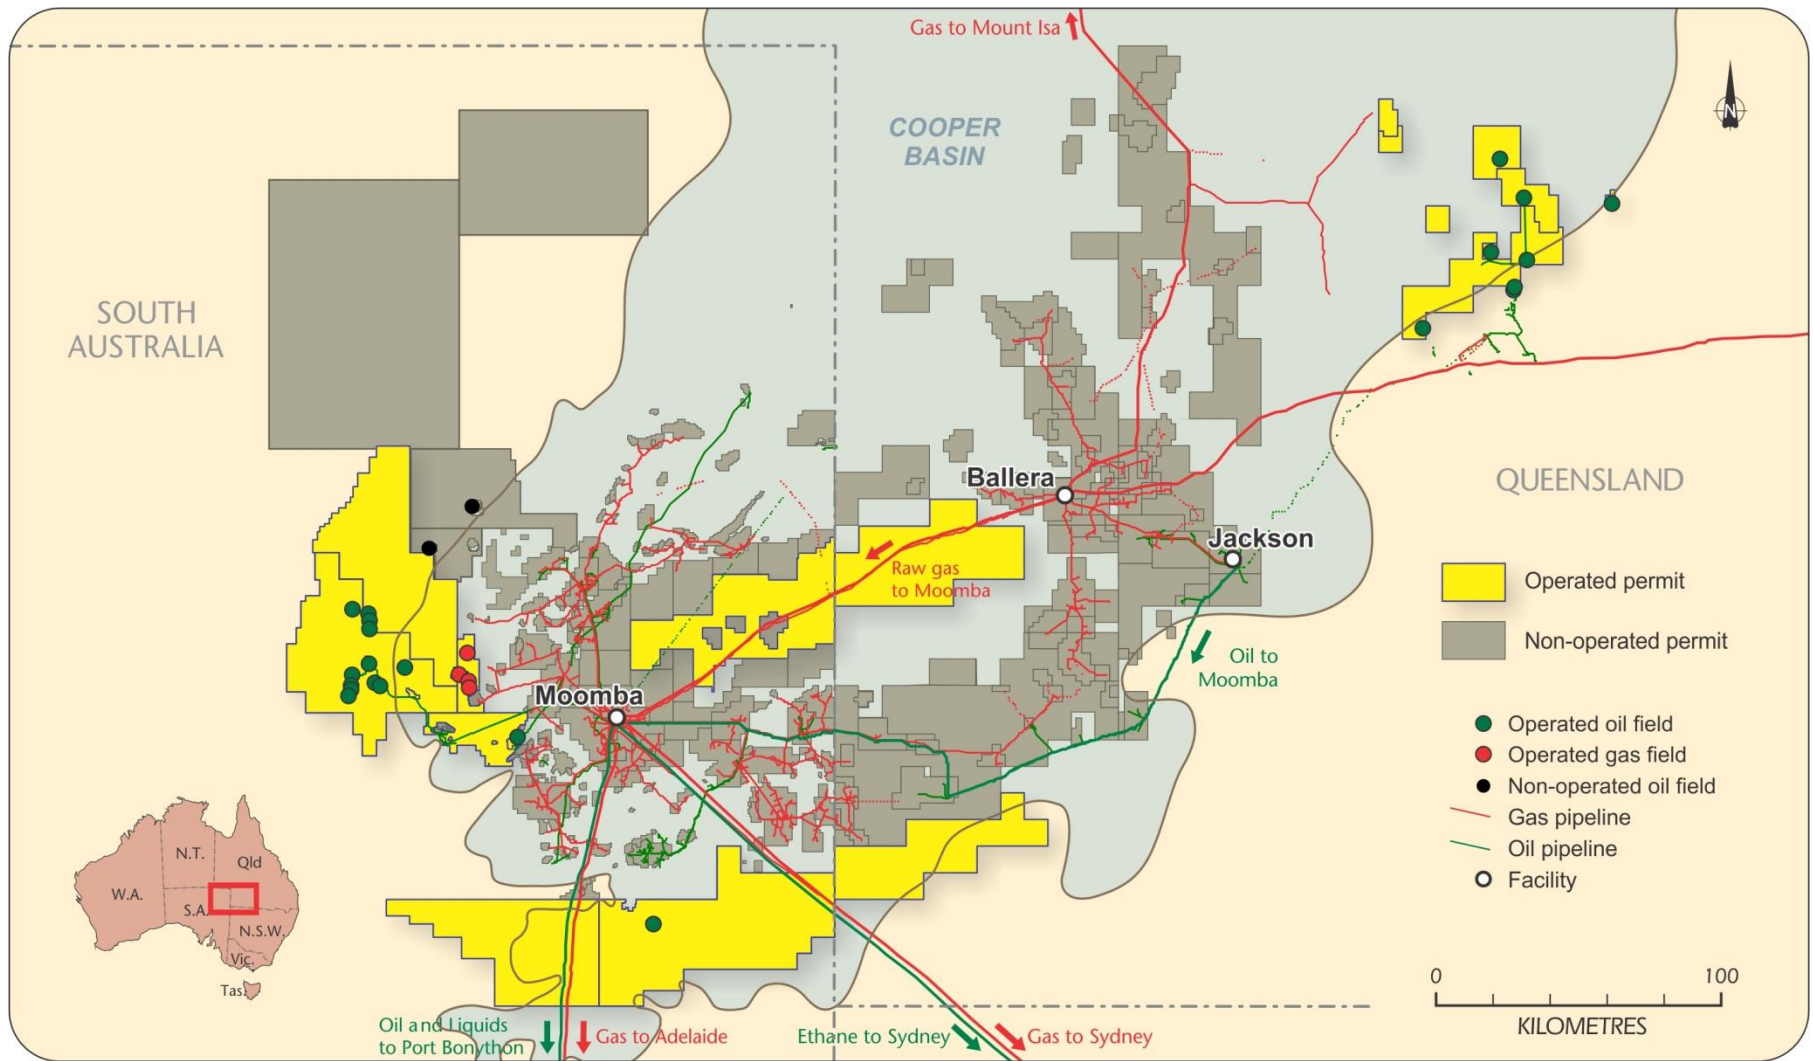 Gas to Mount Isa
N
COOPER
BASIN
SOUTH
AUSTRALIA
QUEENSLAND
Ballera
Jackson
Raw gas
to Moomba
Oil to
Moomba
Moomba
Operated permit
Non-operated permit
Operated oil field
Operated gas field
Non-operated oil field
Gas pipeline
Oil pipeline
Facility
N.T.
Qld
W.A.
S.A.
N.S.W.
Vic.
Tas.
0 100
KILOMETRES
Oil and Liquids
to Port Bonython
Gas to Adelaide
Ethane to Sydney
Gas to Sydney